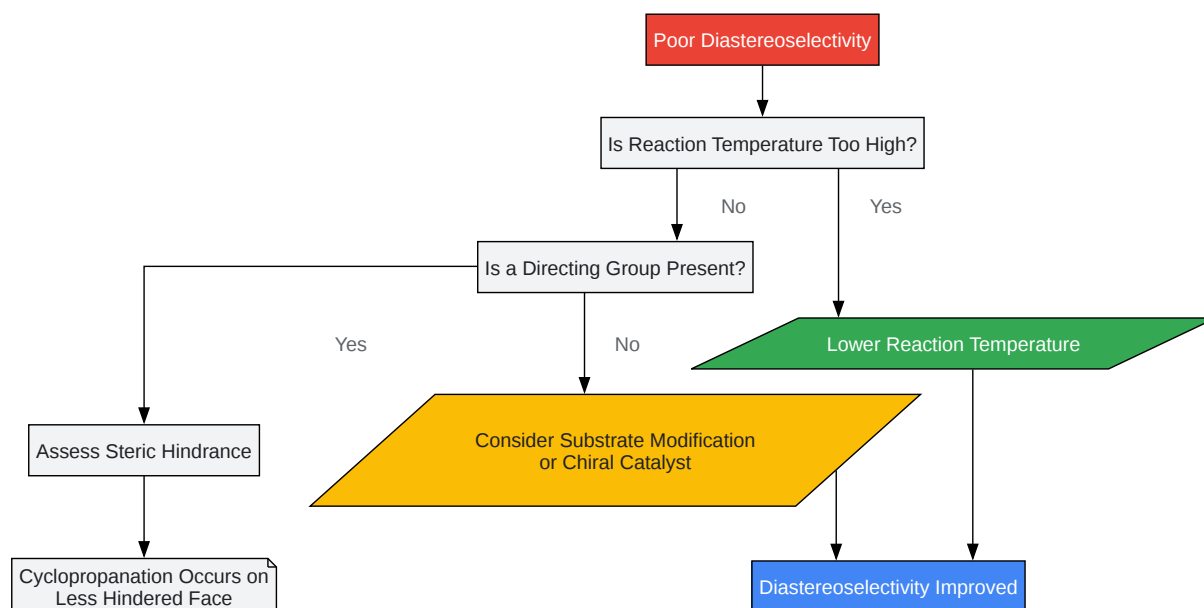 Poor Diastereoselectivity
Is Reaction Temperature Too High?
No
Yes
Is a Directing Group Present?
Yes
No
Lower Reaction Temperature
Consider Substrate Modification
or Chiral Catalyst
Assess Steric Hindrance
Cyclopropanation Occurs on
Less Hindered Face
Diastereoselectivity Improved